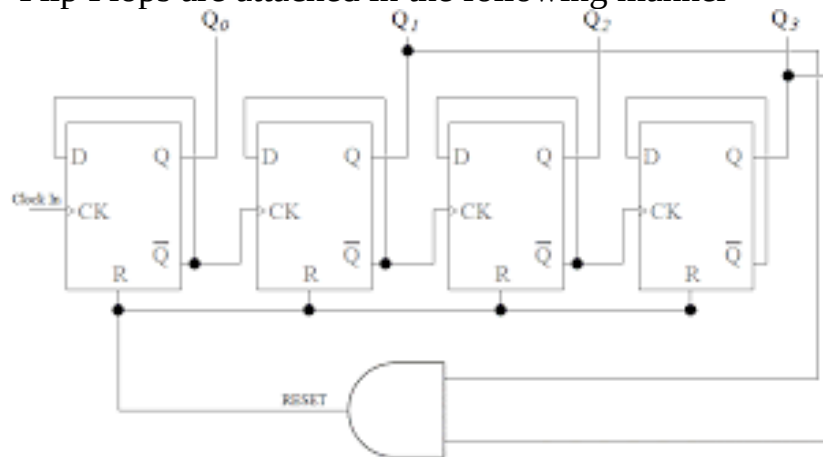 Flip Flops are attached in the following manner
Q0 Q1 Q2 Q3
D Q D Q D Q D Q
Clock In CK CK CK CK
Q̅ Q̅ Q̅ Q̅
R R R R
RESET